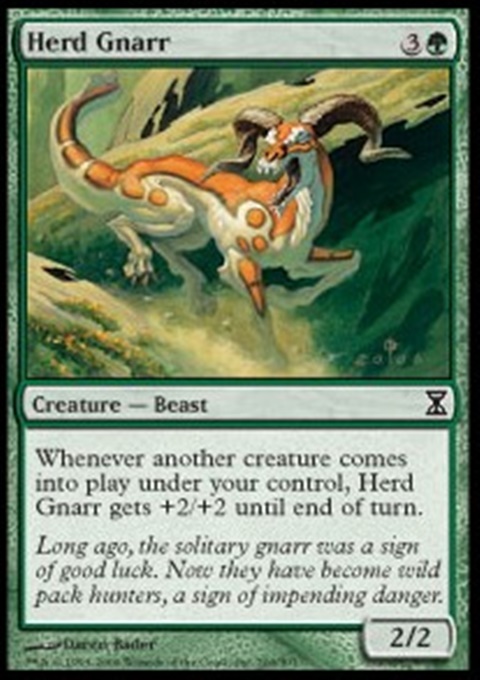 Herd Gnarr
3
Creature — Beast
Whenever another creature comes
into play under your control, Herd
Gnarr gets +2/+2 until end of turn.
Long ago, the solitary gnarr was a sign
of good luck. Now they have become wild
pack hunters, a sign of impending danger.
2/2
Daren Bader